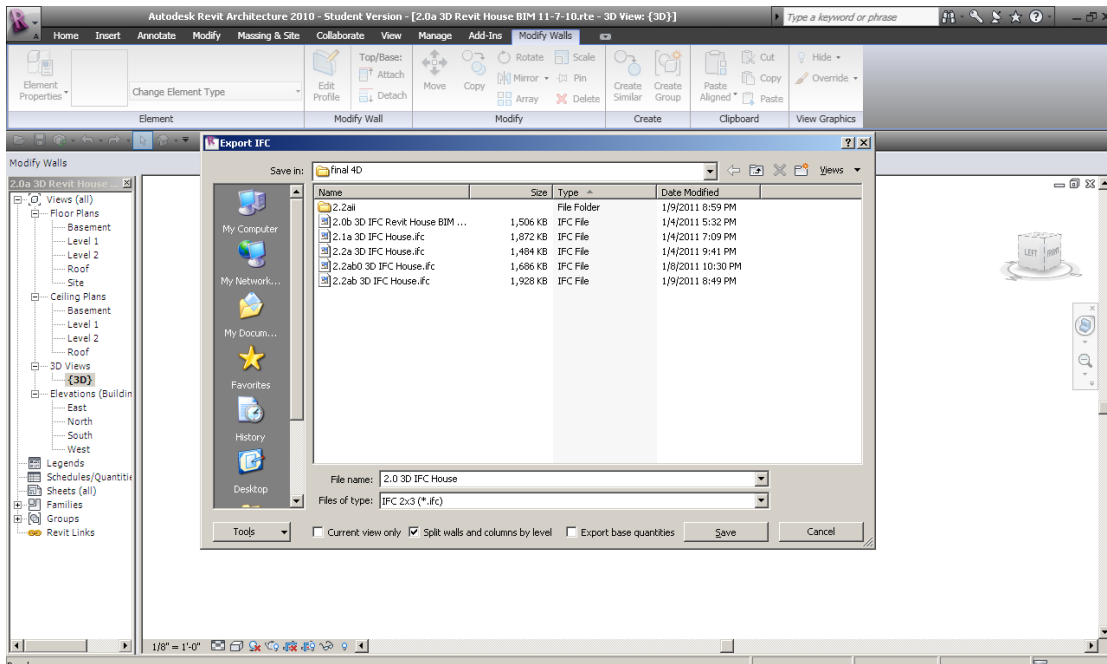 Autodesk Revit Architecture 2010 - Student Version - [2.0a 3D Revit House BIM 11-7-10.rte - 3D View: {3D}]
Type a keyword or phrase
Home Insert Annotate Modify Massing & Site Collaborate View Manage Add-Ins Modify Walls
Element Properties
Change Element Type
Edit Profile
Top/Base:
Attach
Detach
Move
Copy
Rotate
Mirror
Array
Scale
Pin
Delete
Create Similar
Create Group
Paste Aligned
Cut
Copy
Paste
Hide
Override
Element
Modify Wall
Modify
Create
Clipboard
View Graphics
Modify Walls
2.0a 3D Revit House ...
Views (all)
Floor Plans
Basement
Level 1
Level 2
Roof
Site
Ceiling Plans
Basement
Level 1
Level 2
Roof
3D Views
{3D}
Elevations (Buildin
East
North
South
West
Legends
Schedules/Quantitie
Sheets (all)
Families
Groups
Revit Links
Export IFC
Save in: final 4D
Views
My Computer
My Network...
My Docum...
Favorites
History
Desktop
Name Size Type Date Modified
2.2aii File Folder 1/9/2011 8:59 PM
2.0b 3D IFC Revit House BIM ... 1,506 KB IFC File 1/4/2011 5:32 PM
2.1a 3D IFC House.ifc 1,872 KB IFC File 1/4/2011 7:09 PM
2.2a 3D IFC House.ifc 1,484 KB IFC File 1/4/2011 9:41 PM
2.2ab0 3D IFC House.ifc 1,686 KB IFC File 1/8/2011 10:30 PM
2.2ab 3D IFC House.ifc 1,928 KB IFC File 1/9/2011 8:49 PM
File name: 2.0 3D IFC House
Files of type: IFC 2x3 (*.ifc)
Tools
Current view only
Split walls and columns by level
Export base quantities
Save
Cancel
LEFT
FRONT
1/8" = 1'-0"